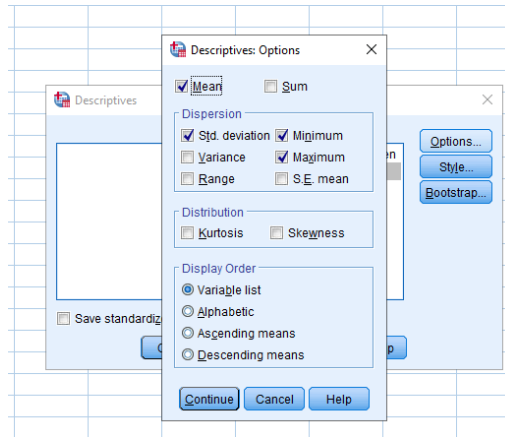 Descriptives: Options
Mean Sum
Descriptives
Dispersion
Std. deviation Minimum
Variance Maximum
Range S.E. mean
Options...
Style...
Bootstrap...
Distribution
Kurtosis Skewness
Display Order
Variable list
Alphabetic
Ascending means
Descending means
Save standardiz
Continue Cancel Help